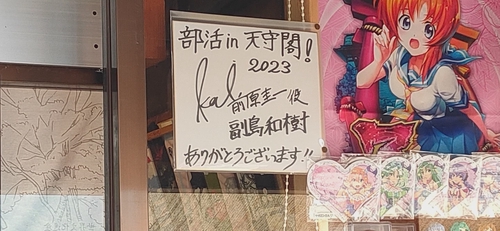 部活in天守閣!
2023
前原圭一役
副島和樹
ありがとうございます!!